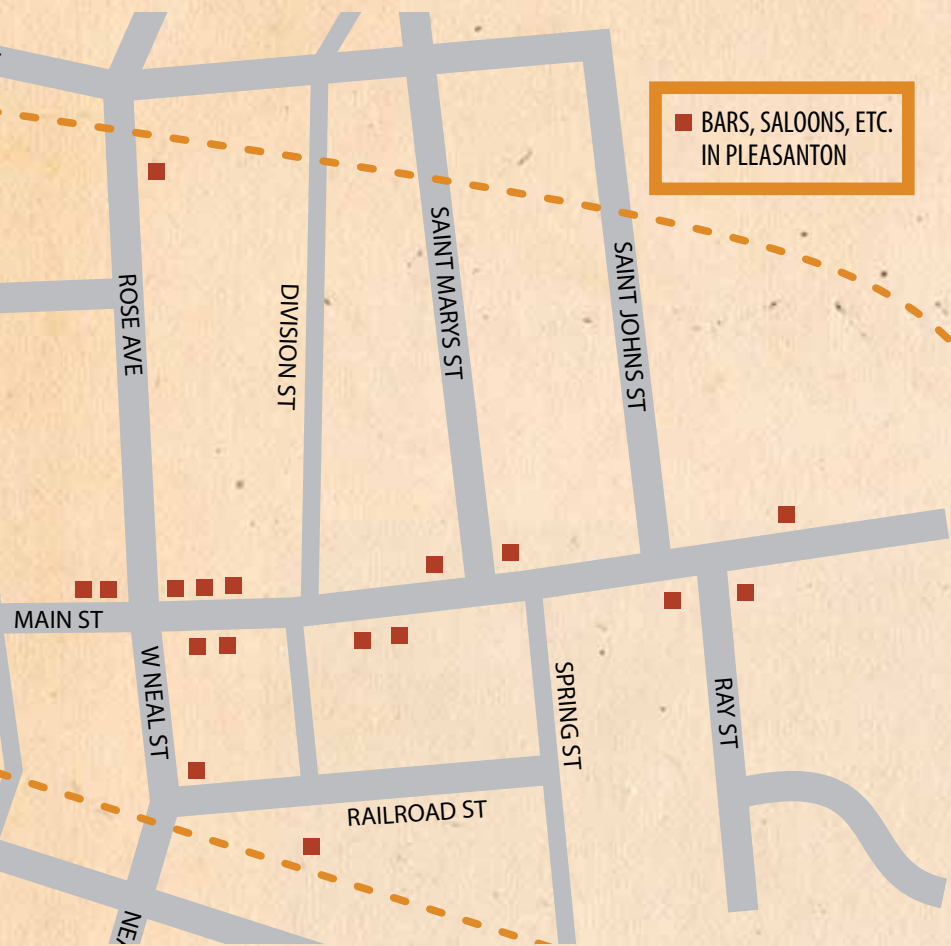 BARS, SALOONS, ETC.
IN PLEASANTON
ROSE AVE
DIVISION ST
SAINT MARYS ST
SAINT JOHNS ST
MAIN ST
W NEAL ST
SPRING ST
RAY ST
RAILROAD ST